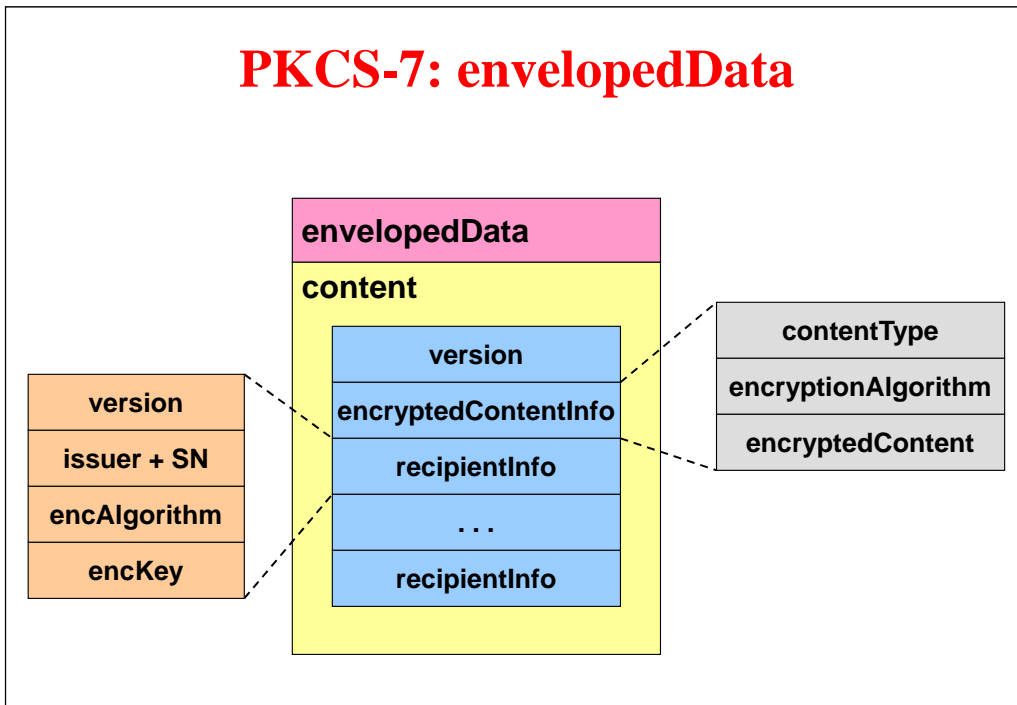 PKCS-7: envelopedData
envelopedData
content
version
encryptedContentInfo
recipientInfo
. . .
recipientInfo
version
issuer + SN
encAlgorithm
encKey
contentType
encryptionAlgorithm
encryptedContent